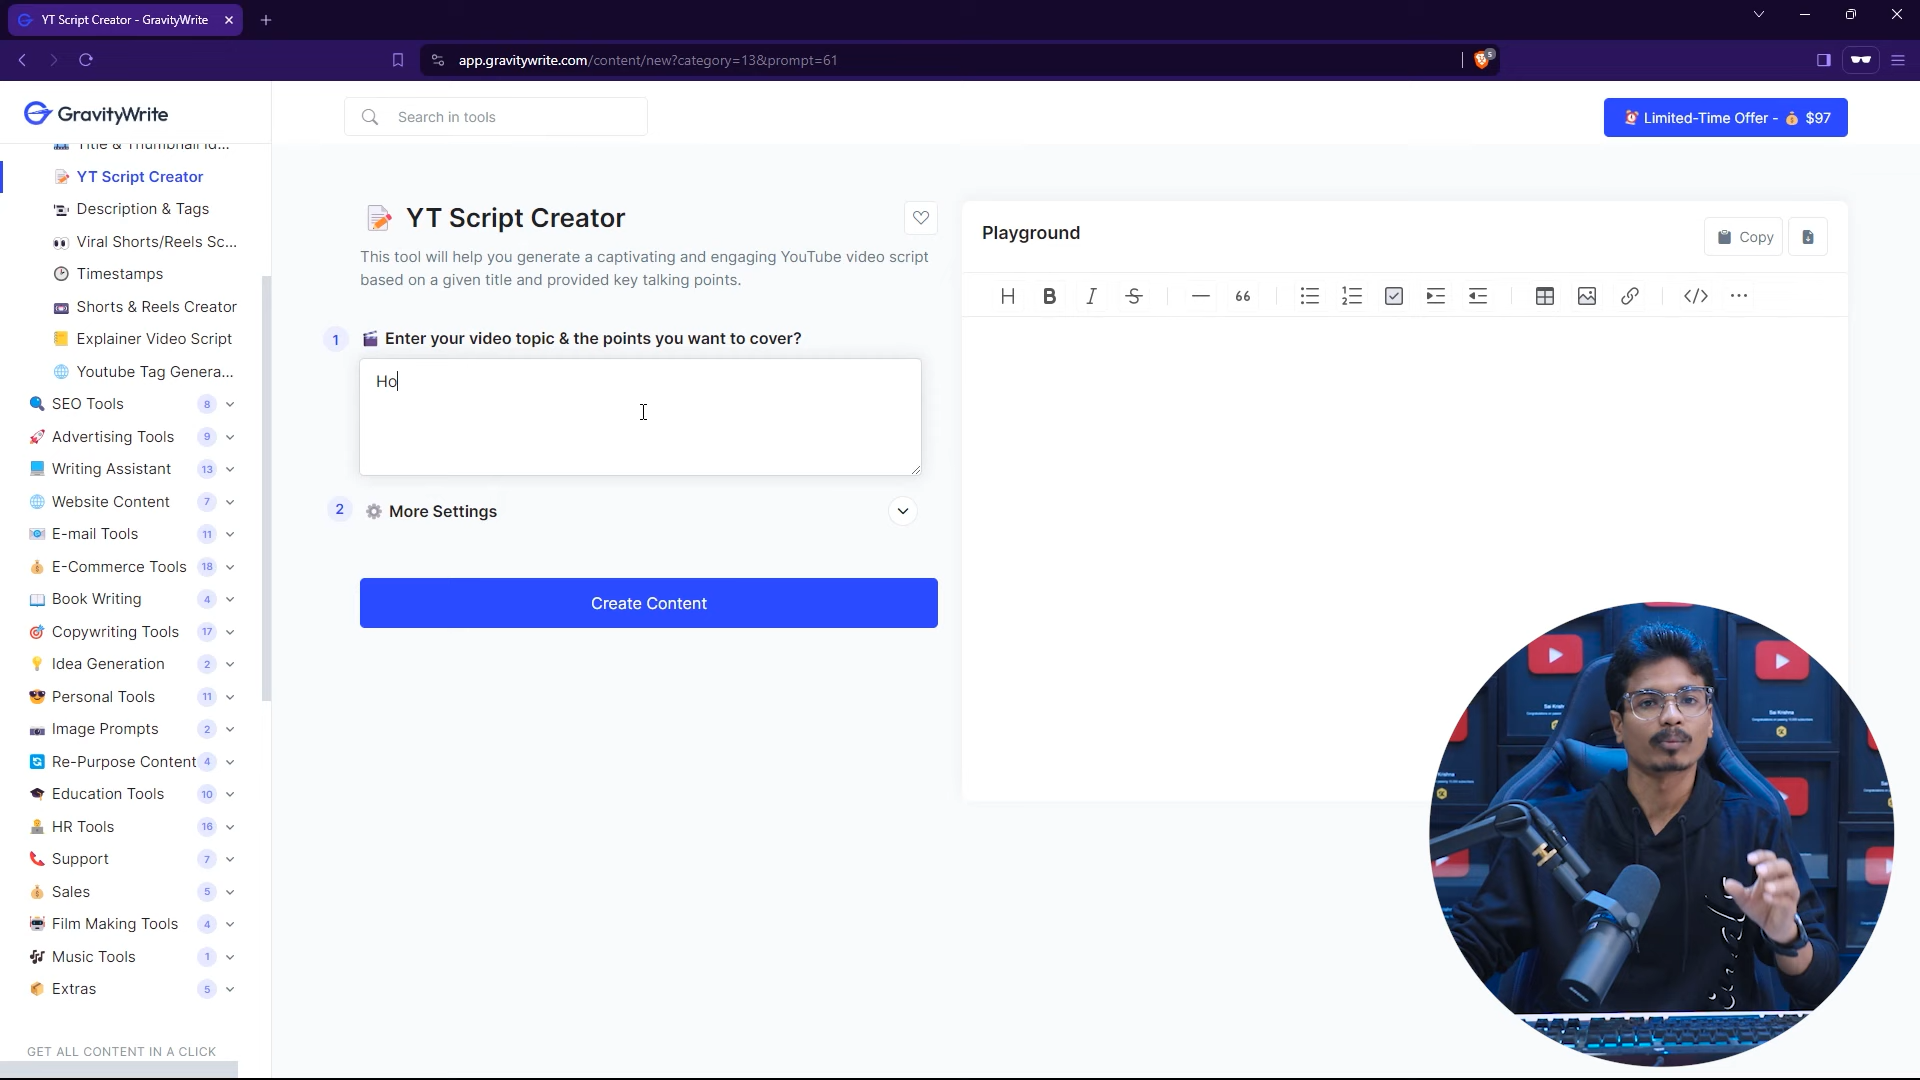 YT Script Creator - GravityWrite
app.gravitywrite.com/content/new?category=13&prompt=61
5
GravityWrite
Search in tools
Limited-Time Offer - 💰 $97
Title & Thumbnail Id...
YT Script Creator
Description & Tags
Viral Shorts/Reels Sc...
Timestamps
Shorts & Reels Creator
Explainer Video Script
Youtube Tag Genera...
SEO Tools 8
Advertising Tools 9
Writing Assistant 13
Website Content 7
E-mail Tools 11
E-Commerce Tools 18
Book Writing 4
Copywriting Tools 17
Idea Generation 2
Personal Tools 11
Image Prompts 2
Re-Purpose Content 4
Education Tools 10
HR Tools 16
Support 7
Sales 5
Film Making Tools 4
Music Tools 1
Extras 5
GET ALL CONTENT IN A CLICK
YT Script Creator
This tool will help you generate a captivating and engaging YouTube video script
based on a given title and provided key talking points.
1 Enter your video topic & the points you want to cover?
Ho
2 More Settings
Create Content
Playground
Copy
H B I S
Sai Krishna